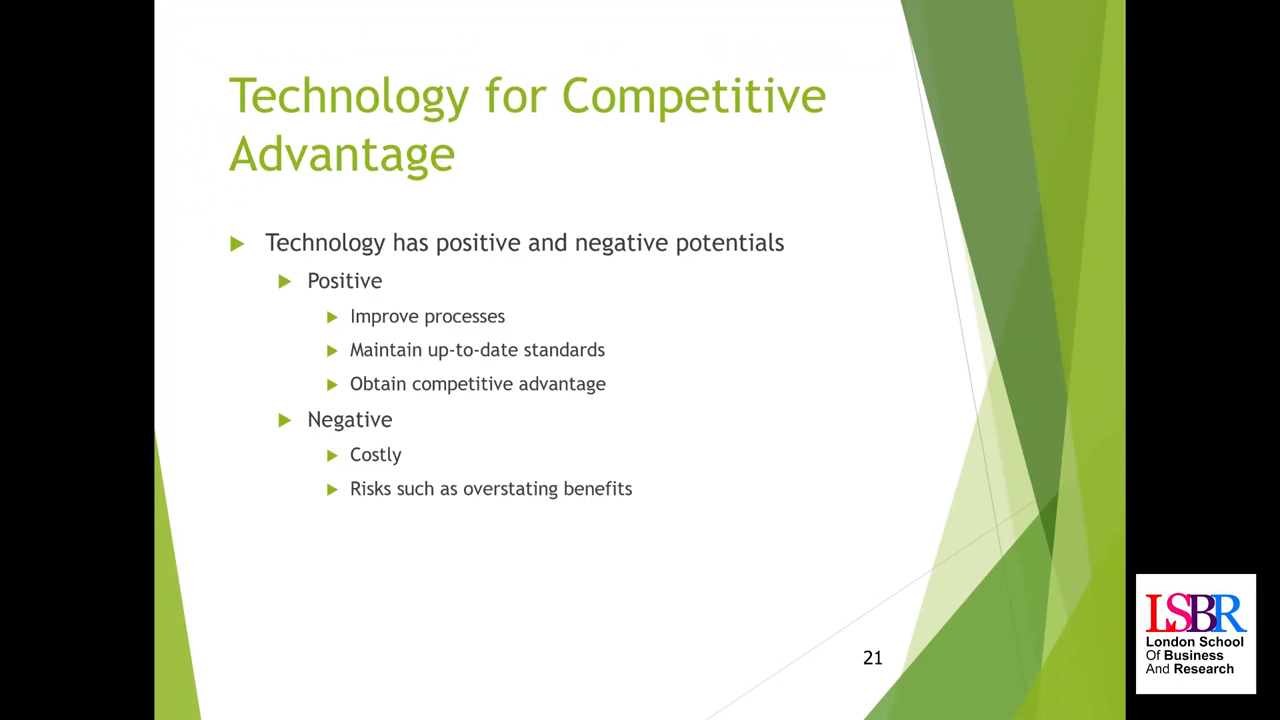 Technology for Competitive
Advantage
Technology has positive and negative potentials
Positive
Improve processes
Maintain up-to-date standards
Obtain competitive advantage
Negative
Costly
Risks such as overstating benefits
21
LSBR
London School
Of Business
And Research